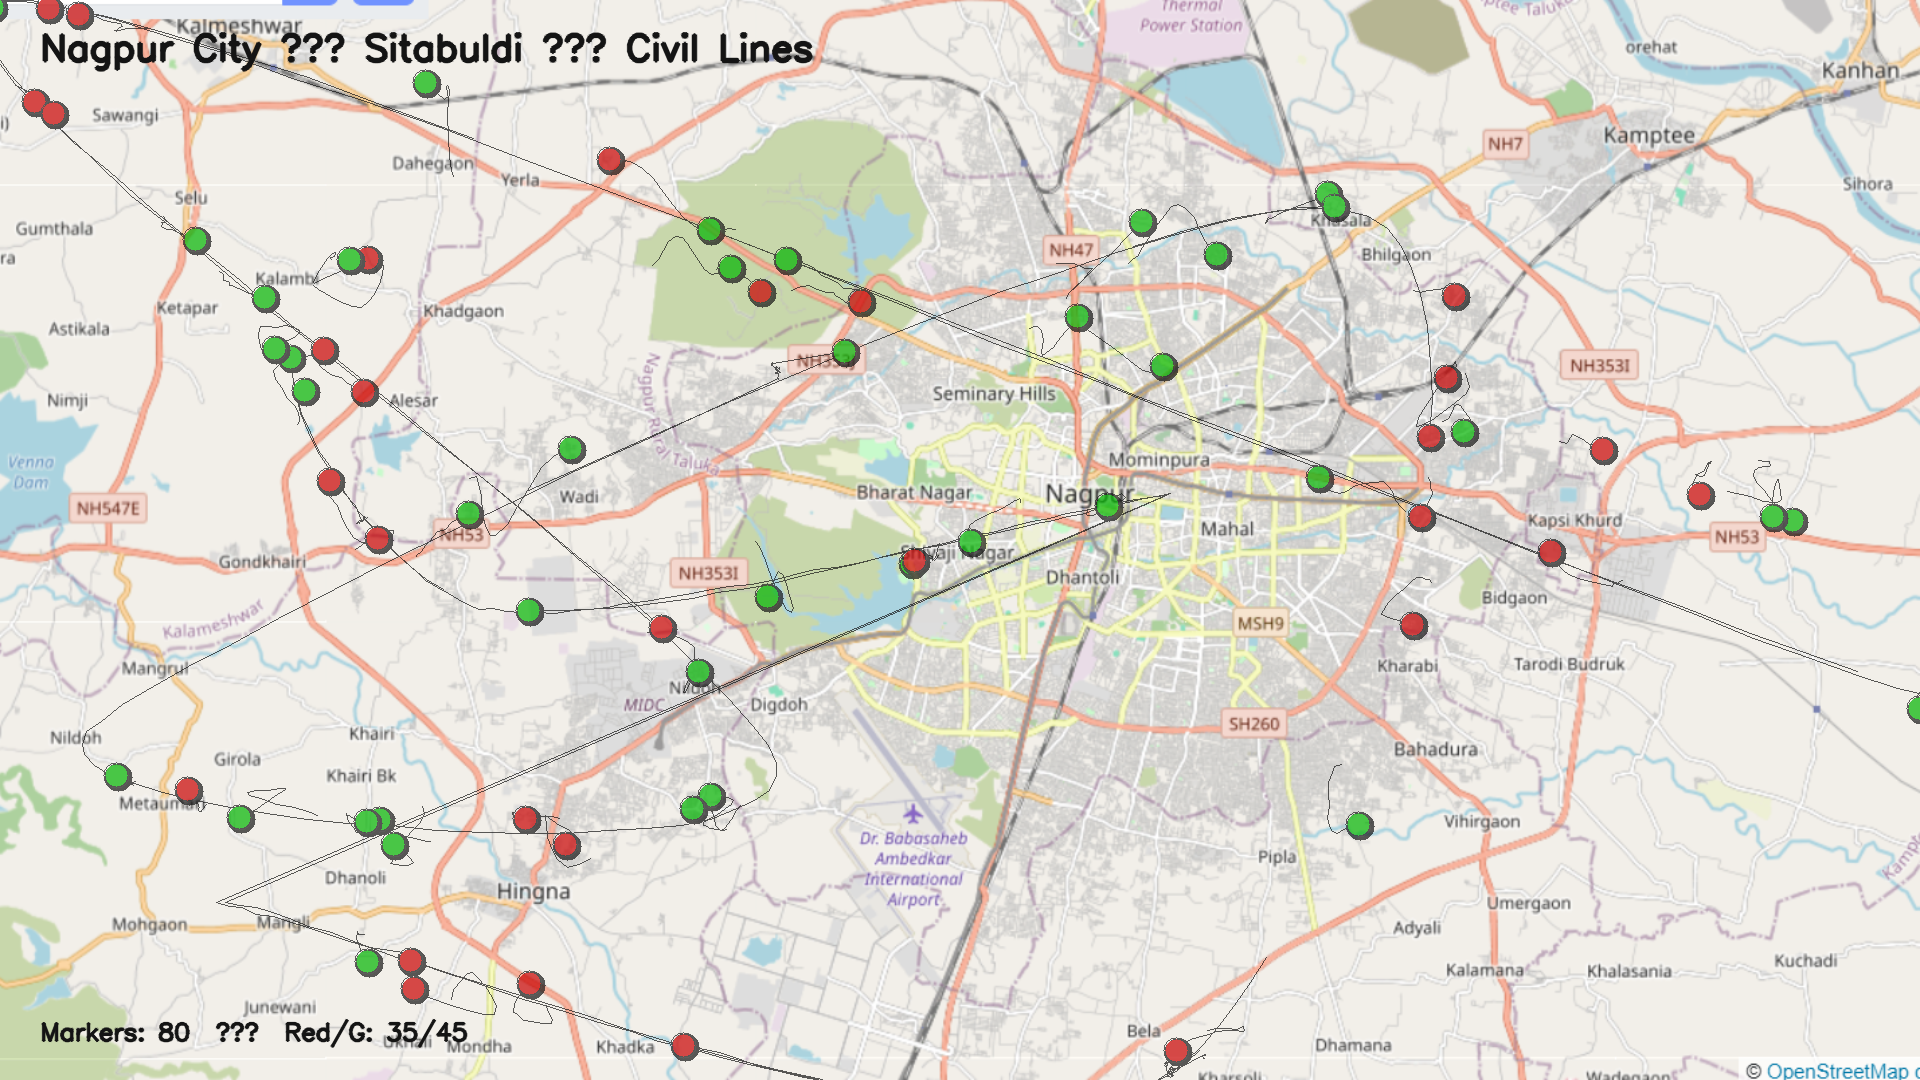 Kalmeshwar
Thermal
Power Station
Nagpur City ??? Sitabuldi ??? Civil Lines
orehat
Kanhan
Sawangi
Kamptee
NH7
Dahegaon
Yerla
Selu
Sihora
Khasala
Gumthala
NH47
Bhilgaon
Kalamb
Ketapar
Khadgaon
Astikala
NH353I
Seminary Hills
Nagpur Rural Taluka
Nimji
Alesar
Venna
Dam
Mominpura
Wadi
Bharat Nagar
Nagpur
NH547E
Mahal
Kapsi Khurd
NH53
NH53
Gondkhairi
Shivaji Nagar
NH353I
Dhantoli
Bidgaon
Kalameshwar
MSH9
Mangrul
Kharabi
Tarodi Budruk
MIDC
Digdoh
SH260
Nildoh
Khairi
Bahadura
Girola
Khairi Bk
Vihirgaon
Dr. Babasaheb
Ambedkar
International
Airport
Pipla
Dhanoli
Hingna
Umergaon
Mohgaon
Mangli
Adyali
Kuchadi
Kalamana
Khalasania
Junewani
Markers: 80 ??? Red/G: 35/45
Mondha
Khadka
Bela
Dhamana
Kharsoli
Wadegaon
© OpenStreetMap c